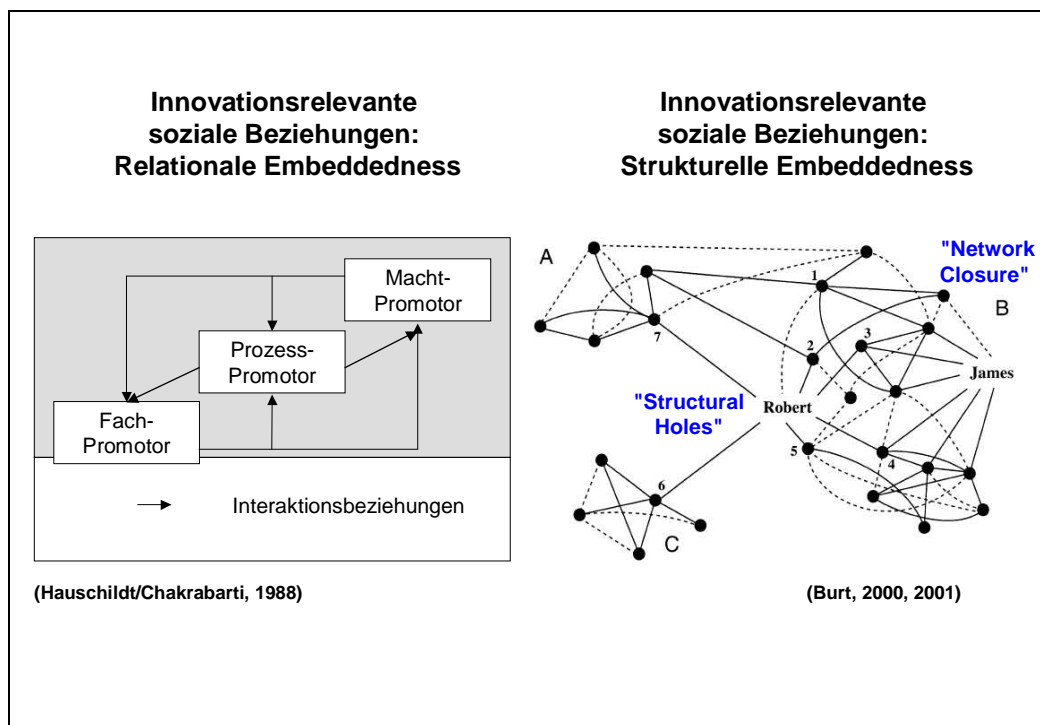 Innovationsrelevante
soziale Beziehungen:
Relationale Embeddedness
Macht-
Promotor
Prozess-
Promotor
Fach-
Promotor
Interaktionsbeziehungen
(Hauschildt/Chakrabarti, 1988)
Innovationsrelevante
soziale Beziehungen:
Strukturelle Embeddedness
A
"Network
Closure"
B
1
7
2
3
James
"Structural
Holes"
Robert
5
4
6
C
(Burt, 2000, 2001)